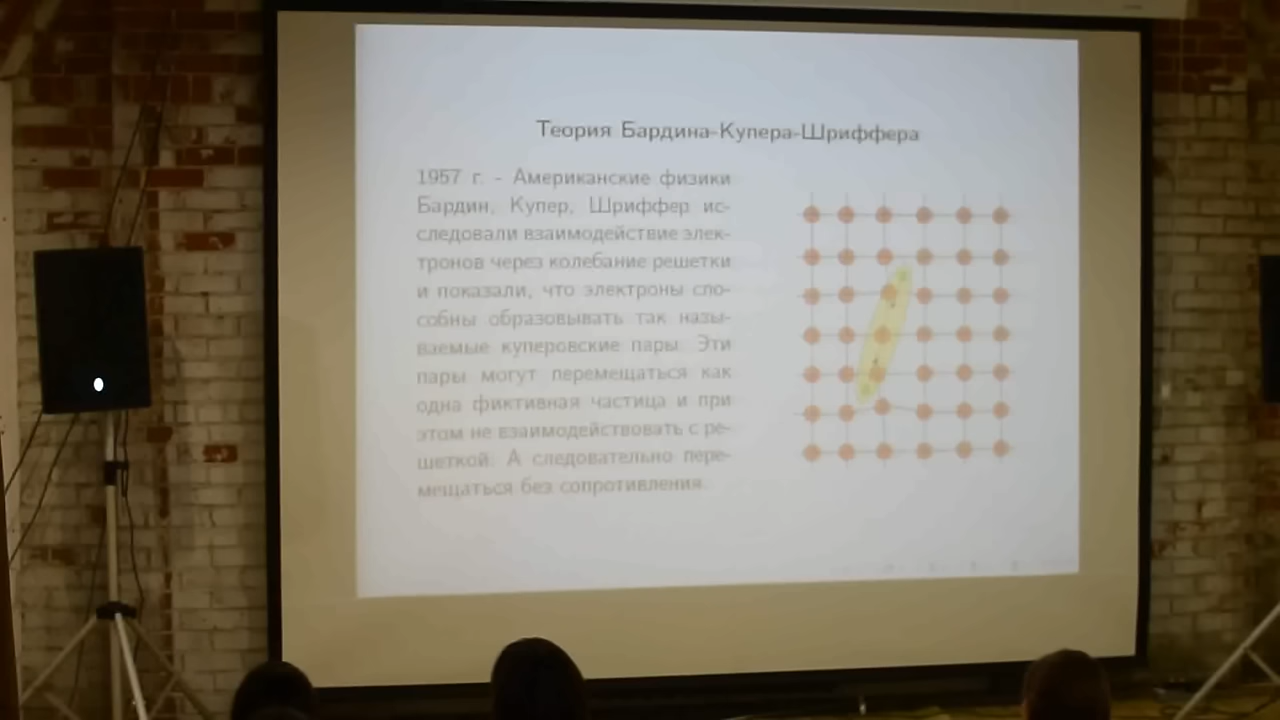 Теория Бардина-Купера-Шриффера
1957 г. - Американские физики
Бардин, Купер, Шриффер ис-
следовали взаимодействие элек-
тронов через колебание решетки
и показали, что электроны спо-
собны образовывать так назы-
ваемые куперовские пары. Эти
пары могут перемещаться как
одна фиктивная частица и при
этом не взаимодействовать с ре-
шеткой. А следовательно пере-
мещаться без сопротивления.